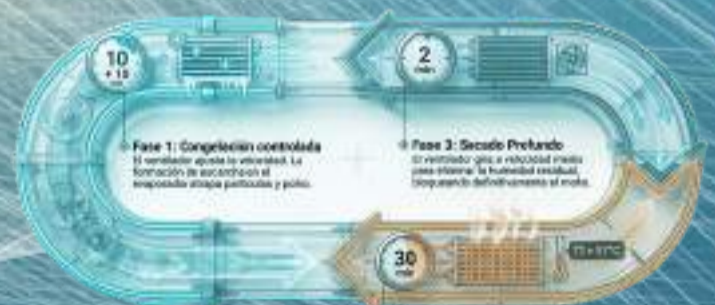 10
+ 10
2
min
Fase 1: Congelación controlada
El ventilador ajusta la velocidad. La
formación de escarcha en el
evaporador atrapa partículas y polvo.
Fase 3: Secado Profundo
El ventilador gira a velocidad media
para eliminar la humedad residual,
bloqueando definitivamente el moho.
30
min